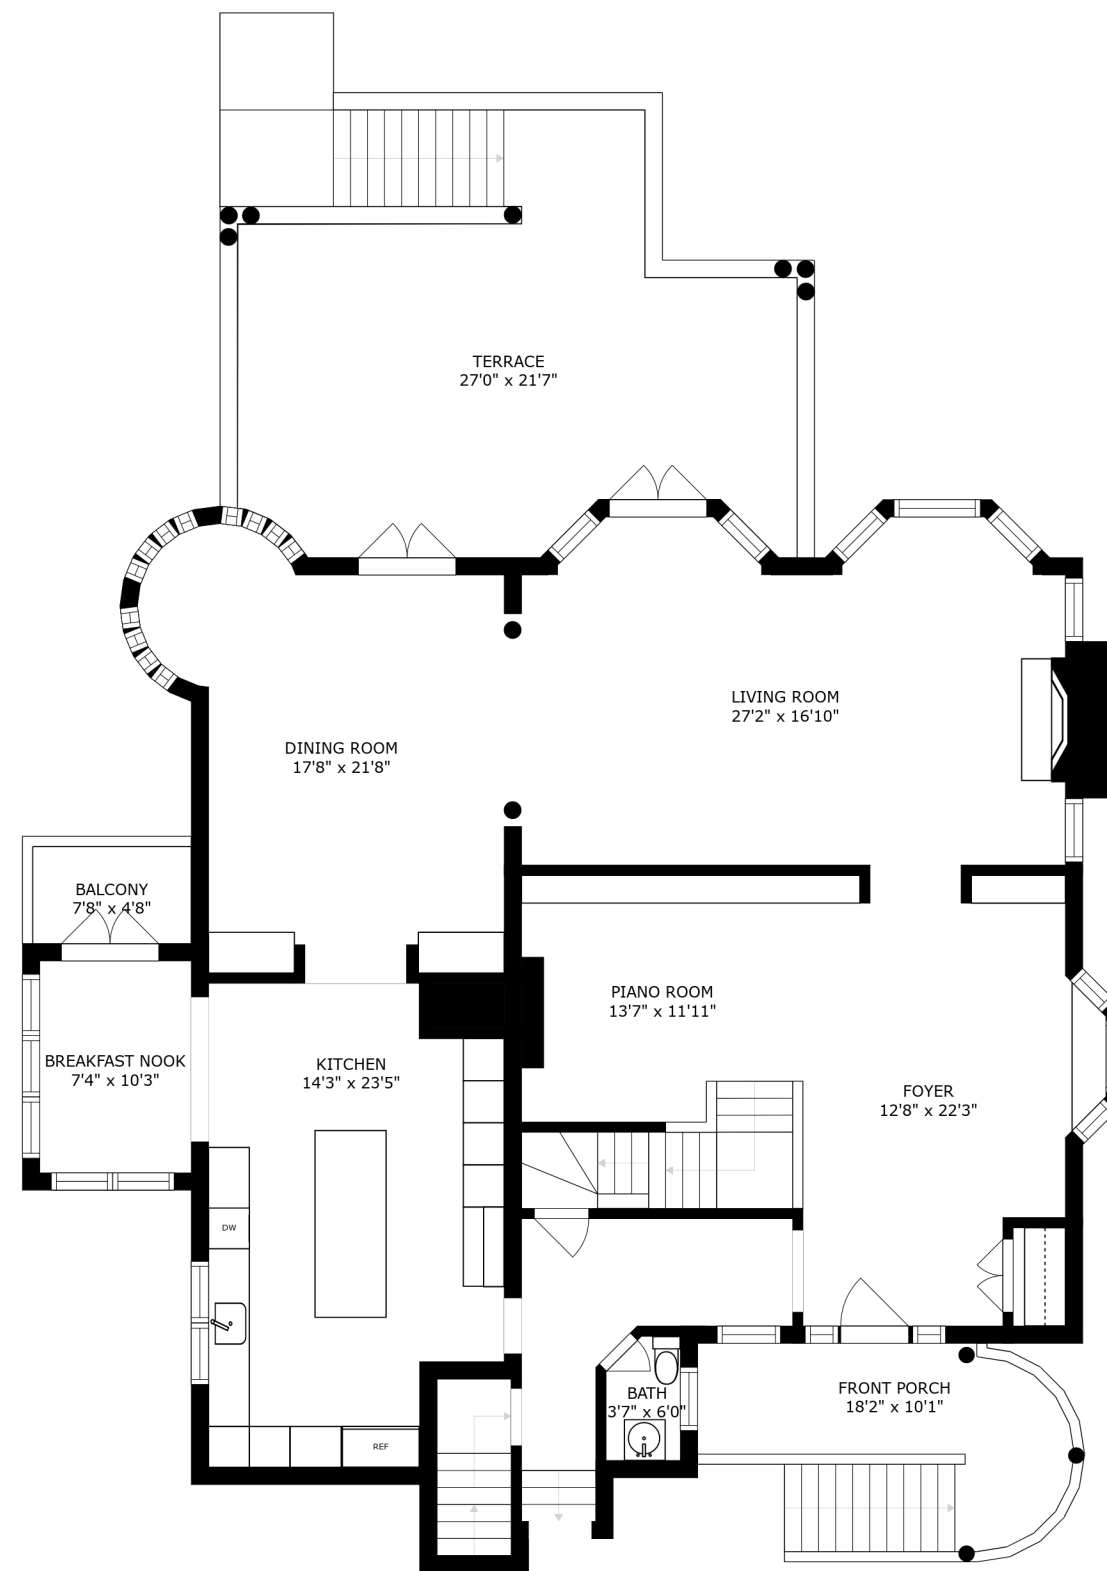 TERRACE
27'0" x 21'7"
LIVING ROOM
27'2" x 16'10"
DINING ROOM
17'8" x 21'8"
BALCONY
7'8" x 4'8"
PIANO ROOM
13'7" x 11'11"
BREAKFAST NOOK
7'4" x 10'3"
KITCHEN
14'3" x 23'5"
FOYER
12'8" x 22'3"
DW
BATH
3'7" x 6'0"
FRONT PORCH
18'2" x 10'1"
REF